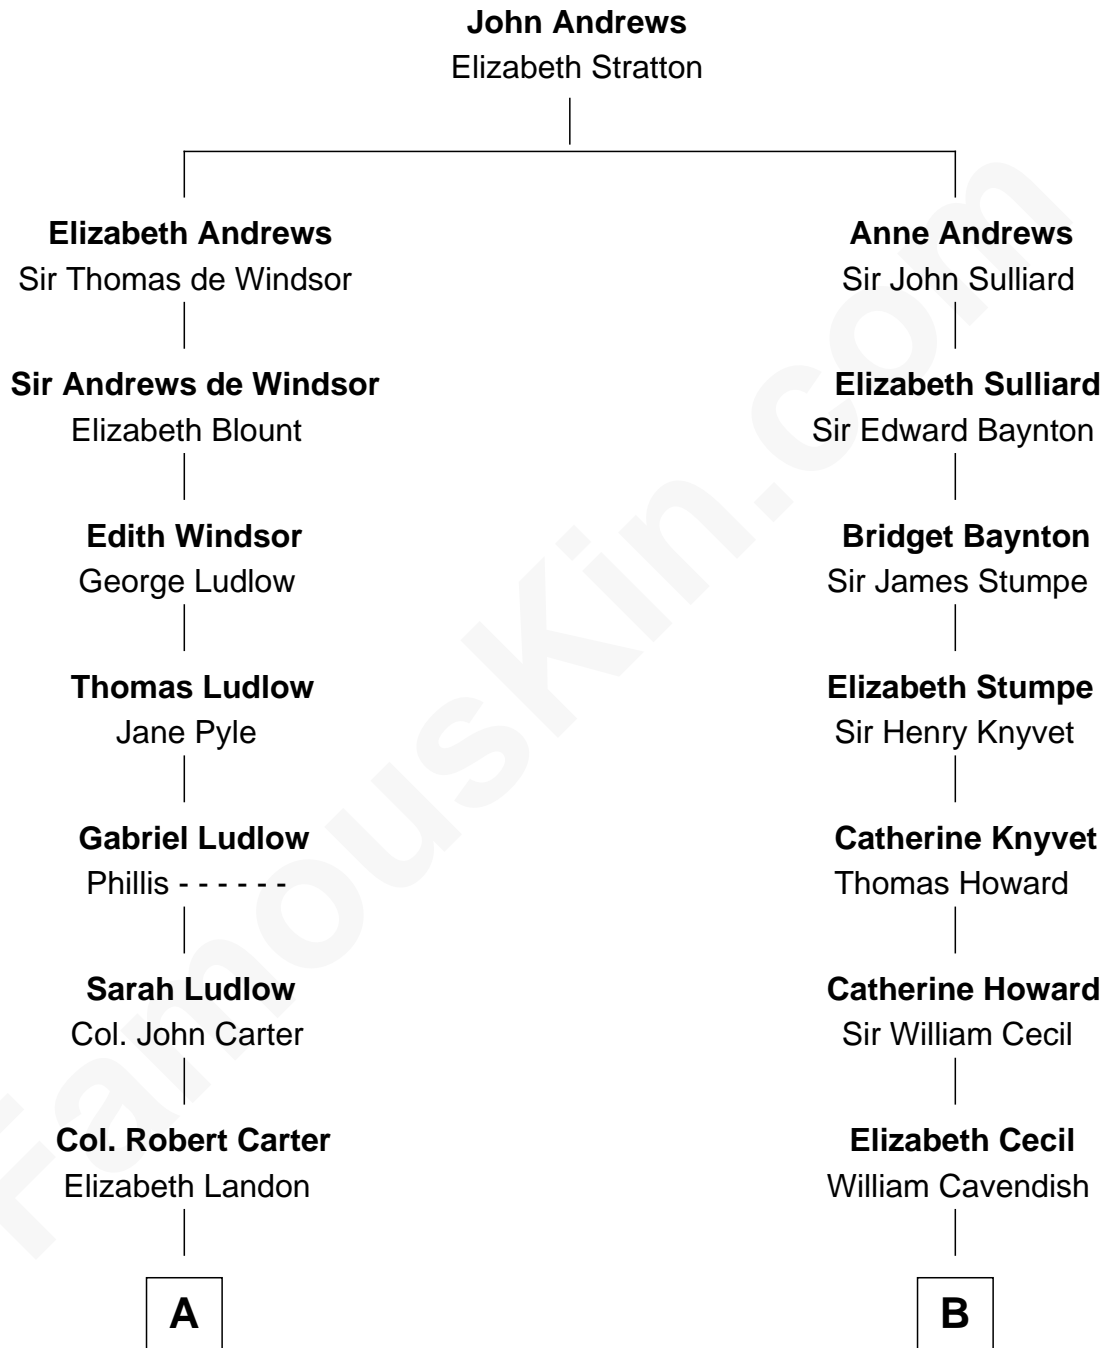 John Andrews
Elizabeth Stratton
Elizabeth Andrews
Sir Thomas de Windsor
Anne Andrews
Sir John Sulliard
Sir Andrews de Windsor
Elizabeth Blount
Elizabeth Sulliard
Sir Edward Baynton
Edith Windsor
George Ludlow
Bridget Baynton
Sir James Stumpe
Thomas Ludlow
Jane Pyle
Elizabeth Stumpe
Sir Henry Knyvet
Gabriel Ludlow
Phillis - - - - - -
Catherine Knyvet
Thomas Howard
Sarah Ludlow
Col. John Carter
Catherine Howard
Sir William Cecil
Col. Robert Carter
Elizabeth Landon
Elizabeth Cecil
William Cavendish
A
B
FamousKin.com